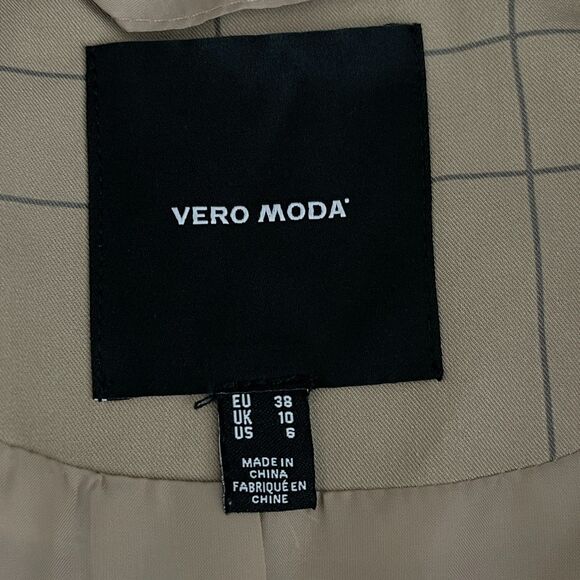 VERO MODA
EU 38
UK 10
US 6
MADE IN
CHINA
FABRIQUÉ EN
CHINE